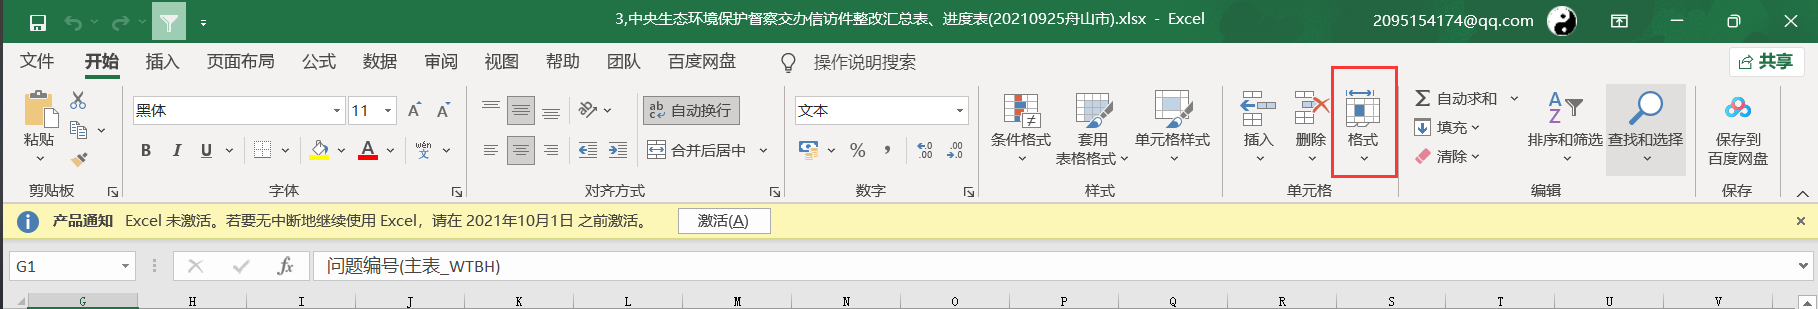 3,中央生态环境保护督察交办信访件整改汇总表、进度表(20210925舟山市).xlsx - Excel
2095154174@qq.com
文件 开始 插入 页面布局 公式 数据 审阅 视图 帮助 团队 百度网盘 操作说明搜索 共享
粘贴
剪贴板
黑体 11
B I U A wén 文
字体
ab 自动换行
合并后居中
对齐方式
文本
% , .00 .0
数字
条件格式 套用 表格格式 单元格样式
样式
插入 删除 格式
单元格
自动求和
填充
清除
排序和筛选 查找和选择
编辑
保存到 百度网盘
保存
产品通知 Excel 未激活。若要无中断地继续使用 Excel，请在 2021年10月1日 之前激活。 激活(A)
G1 fx 问题编号(主表_WTBH)
G H I J K L M N O P Q R S T U V